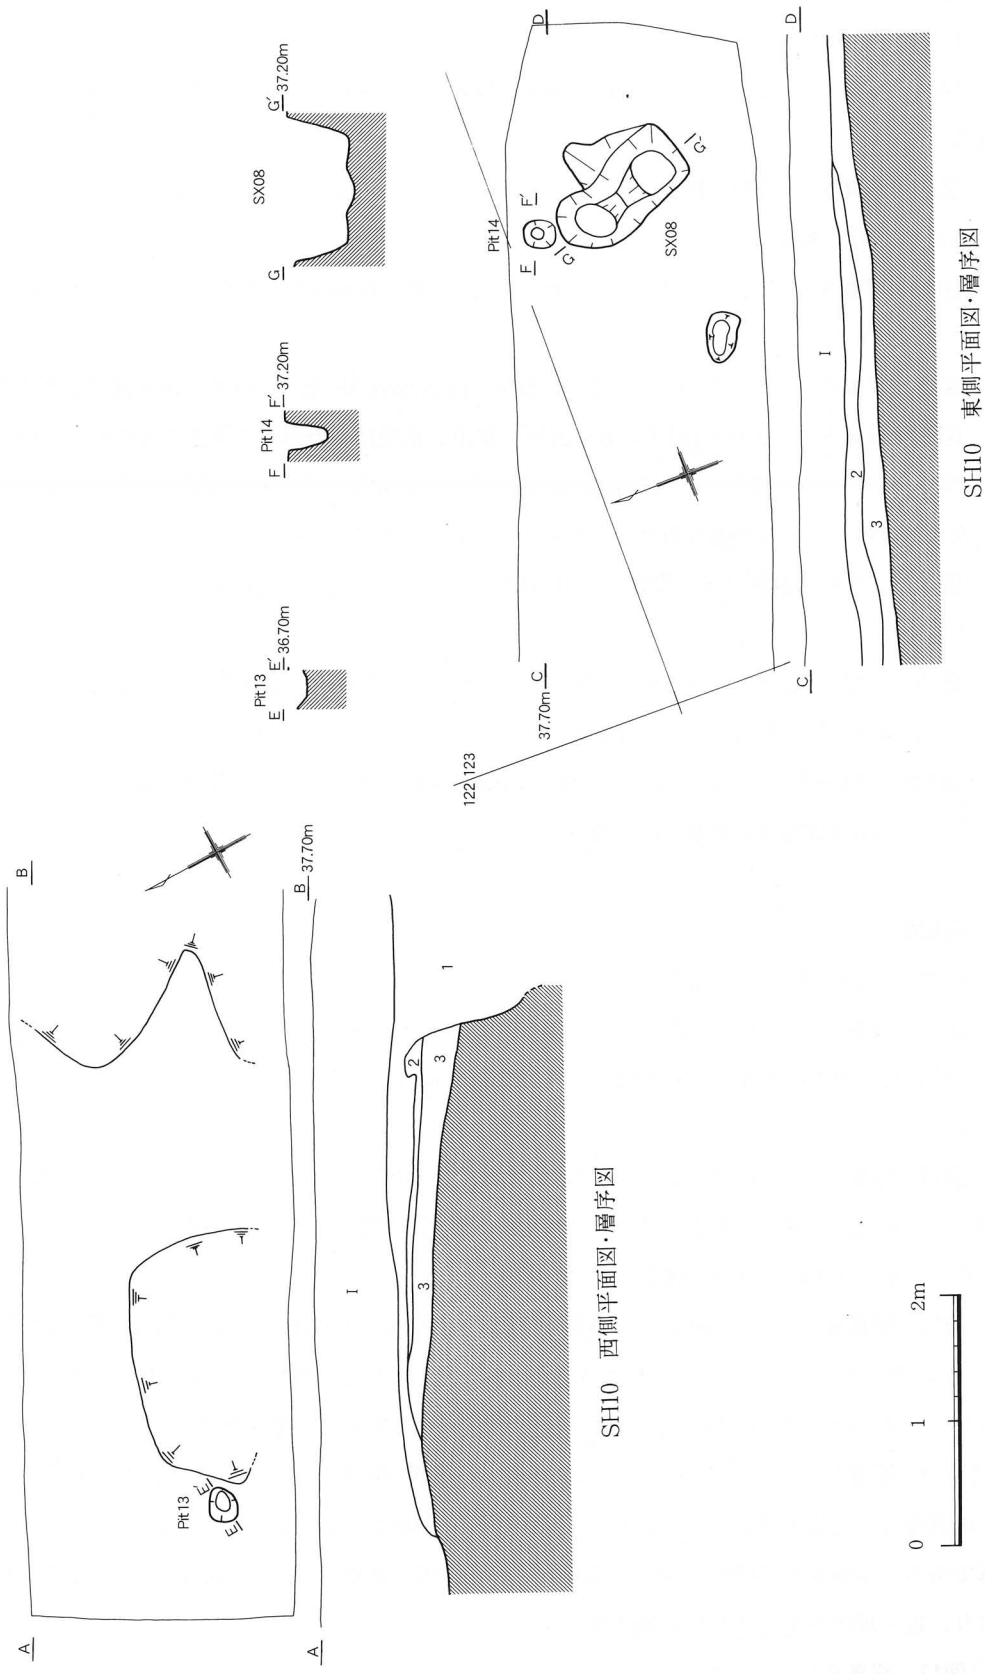 A
B
Pit13
E
E′
A
B
37.70m
I
1
2
3
3
SH10 西側平面図・層序図
Pit13
E
E′
36.70m
Pit14
F
F′
37.20m
SX08
G
G′
37.20m
122
123
C
37.70m
D
Pit14
F
F′
G
G′
SX08
C
D
I
2
3
SH10 東側平面図・層序図
0
1
2m